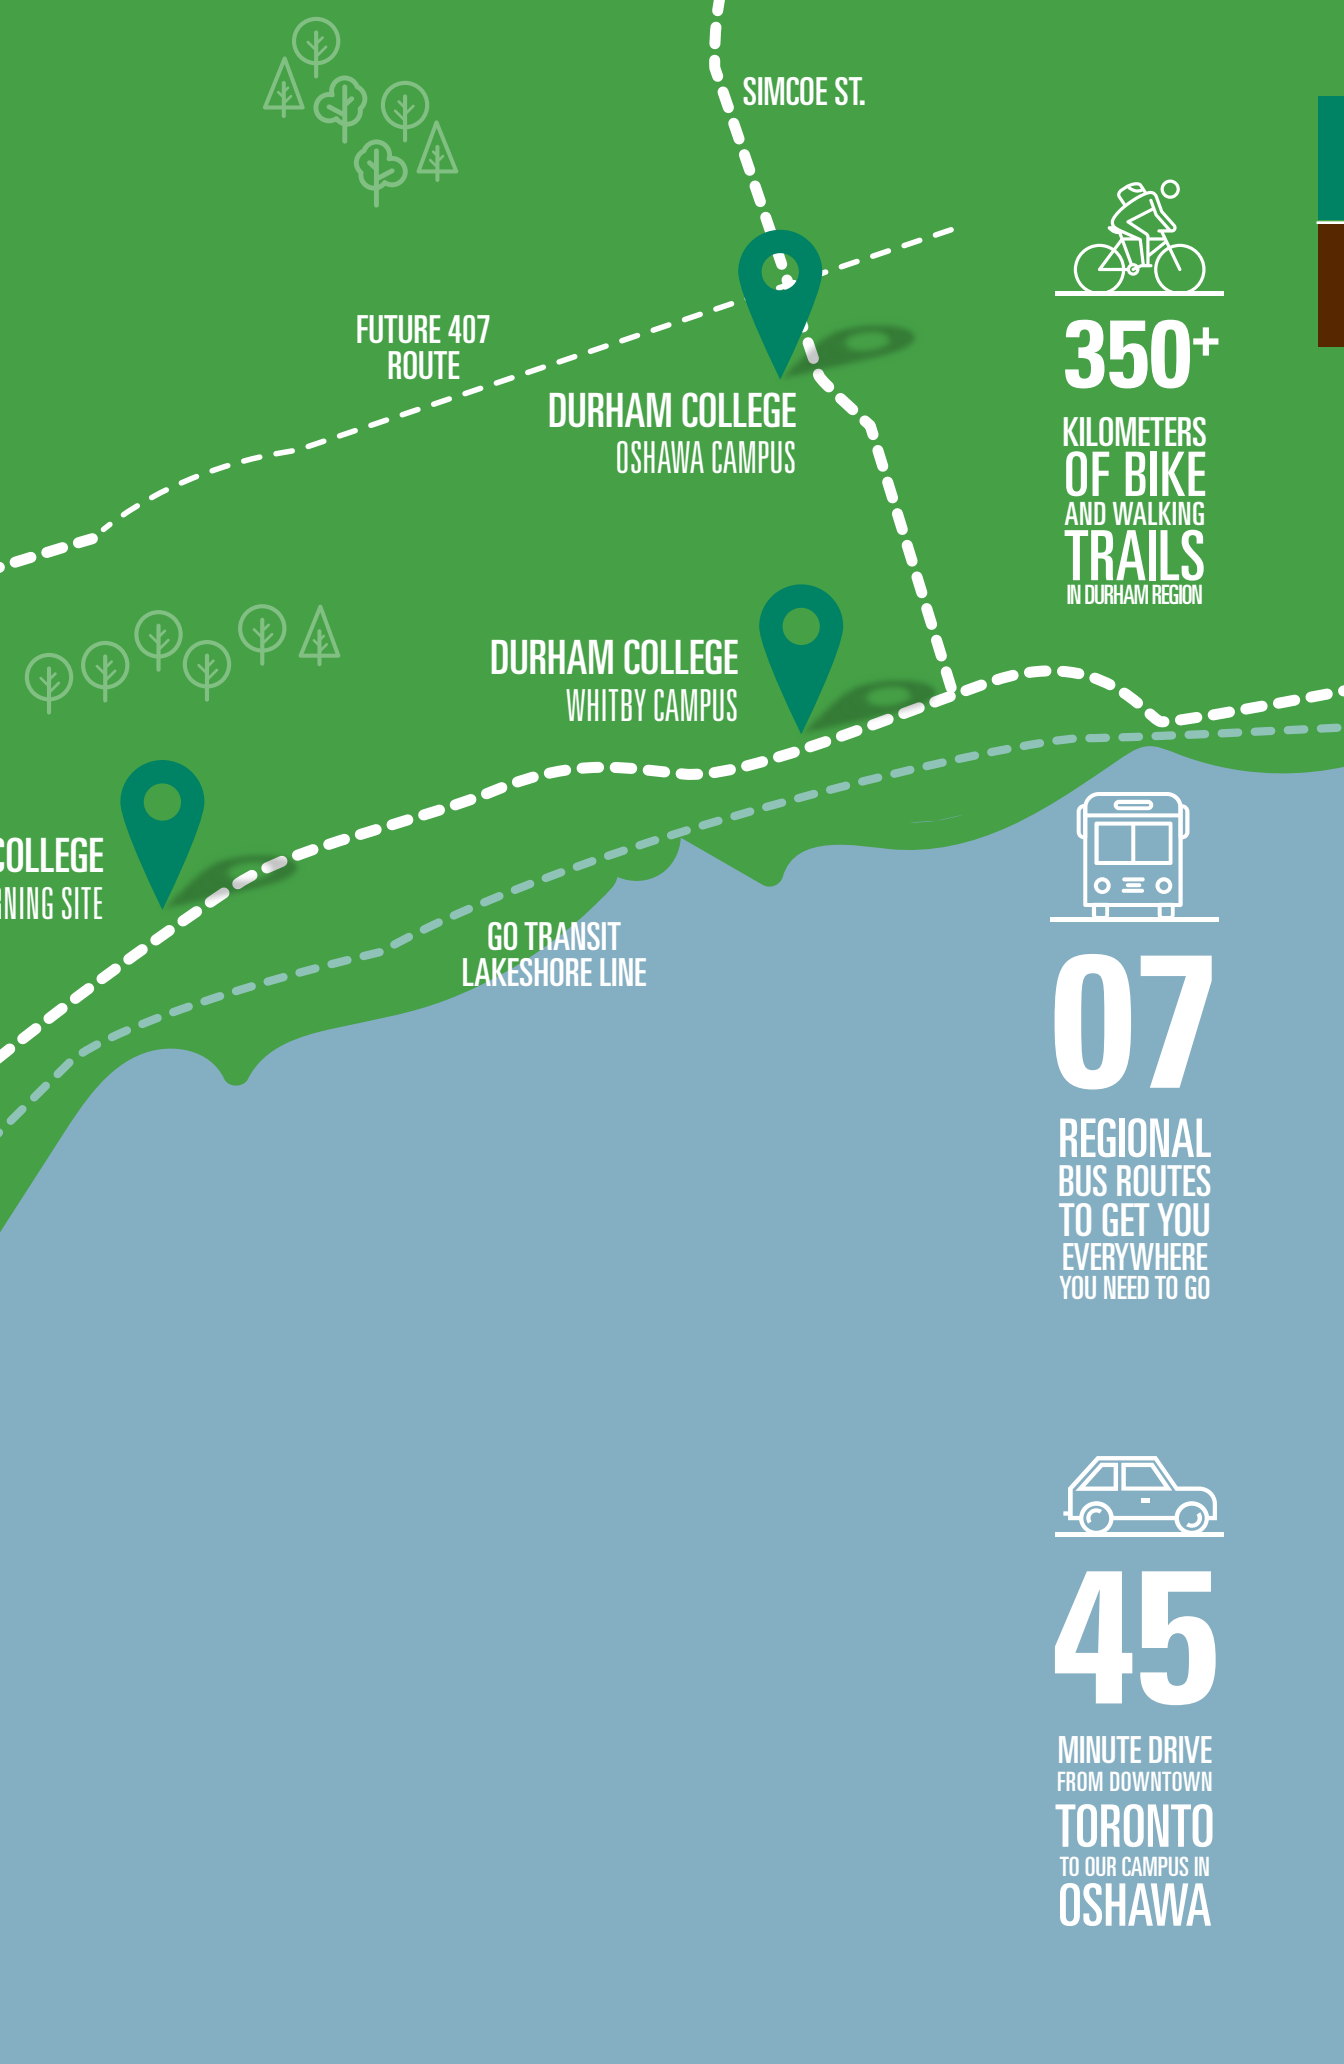 SIMCOE ST.
FUTURE 407
ROUTE
DURHAM COLLEGE
OSHAWA CAMPUS
DURHAM COLLEGE
WHITBY CAMPUS
COLLEGE
SITE
GO TRANSIT
LAKESHORE LINE
350+
KILOMETERS
OF BIKE
AND WALKING
TRAILS
IN DURHAM REGION
07
REGIONAL
BUS ROUTES
TO GET YOU
EVERYWHERE
YOU NEED TO GO
45
MINUTE DRIVE
FROM DOWNTOWN
TORONTO
TO OUR CAMPUS IN
OSHAWA